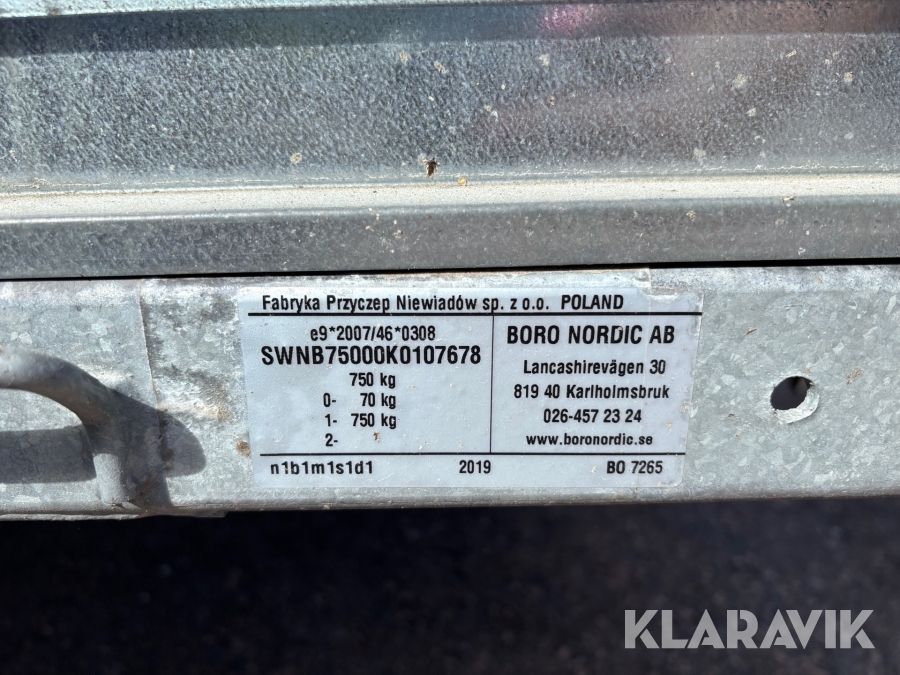 Fabryka Przyczep Niewiadów sp. z o.o. POLAND
e9*2007/46*0308
SWNB75000K0107678
750 kg
0- 70 kg
1- 750 kg
2-
BORO NORDIC AB
Lancashirevägen 30
819 40 Karlholmsbruk
026-457 23 24
www.boronordic.se
n1b1m1s1d1 2019 BO 7265
KLARAVIK